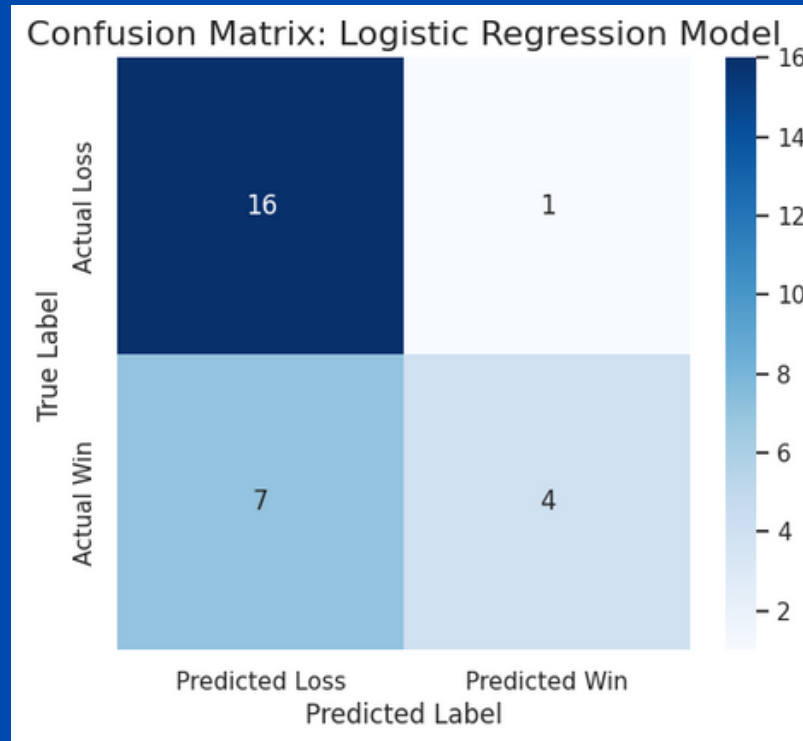 Confusion Matrix: Logistic Regression Model
True Label
Actual Loss
Actual Win
16
1
7
4
Predicted Loss
Predicted Win
Predicted Label
16
14
12
10
8
6
4
2